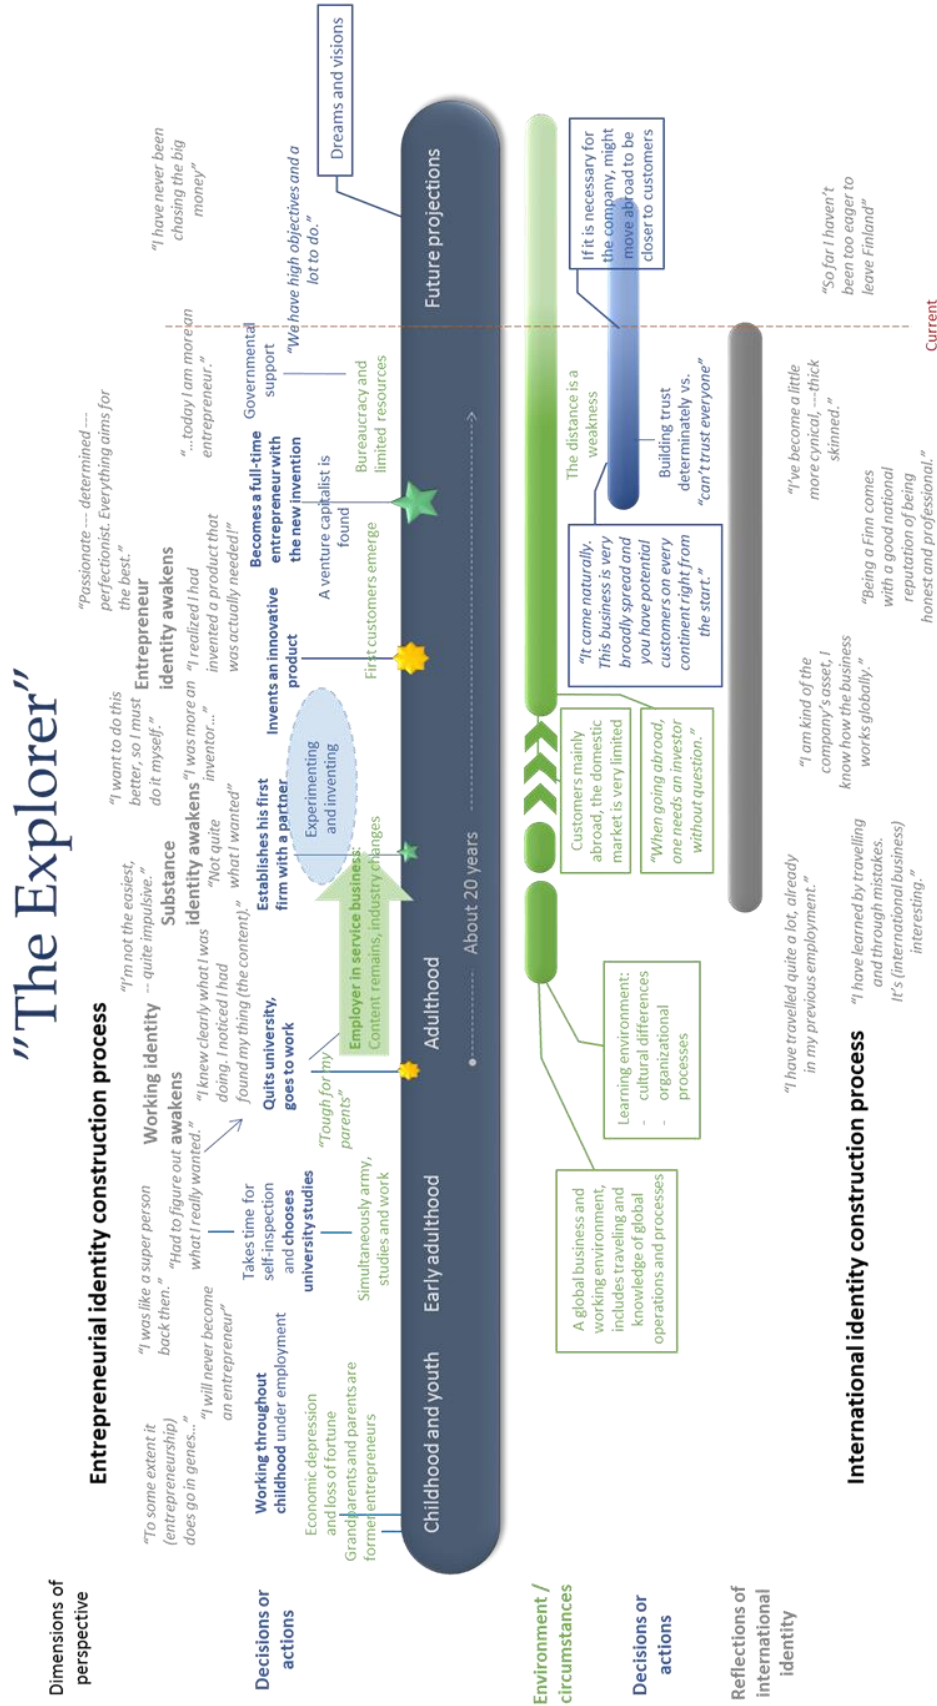 "The Explorer"
Dimensions of
perspective
Entrepreneurial identity construction process
"To some extent it
(entrepreneurship)
does go in genes..."
"I will never become
an entrepreneur"
"I was like a super person
back then."
"Had to figure out
what I really wanted."
Working identity
awakens
"I knew clearly what I was
doing. I noticed I had
found my thing (the content)."
"I'm not the easiest,
-- quite impulsive."
Substance
identity awakens
"Not quite
what I wanted"
"I want to do this
better, so I must
do it myself."
"I was more an
inventor..."
Entrepreneur
identity awakens
"I realized I had
invented a product that
was actually needed!"
"Passionate --- determined ---
perfectionist. Everything aims for
the best."
"...today I am more an
entrepreneur."
"I have never been
chasing the big
money"
Decisions or
actions
Working throughout
childhood under employment
Economic depression
and loss of fortune
Grandparents and parents are
former entrepreneurs
Takes time for
self-inspection
and chooses
university studies
Simultaneously army,
studies and work
Quits university,
goes to work
"Tough for my
parents"
Employer in service business:
Content remains, industry changes
Establishes his first
firm with a partner
Experimenting
and inventing
Invents an innovative
product
First customers emerge
Becomes a full-time
entrepreneur with
the new invention
A venture capitalist is
found
Governmental
support
Bureaucracy and
limited resources
"We have high objectives and a
lot to do."
Dreams and visions
Childhood and youth
Early adulthood
Adulthood
Future projections
About 20 years
Environment /
circumstances
A global business and
working environment,
includes traveling and
knowledge of global
operations and processes
Learning environment:
- cultural differences
- organizational
processes
Customers mainly
abroad, the domestic
market is very limited
"When going abroad,
one needs an investor
without question."
The distance is a
weakness
Decisions or
actions
"It came naturally.
This business is very
broadly spread and
you have potential
customers on every
continent right from
the start."
Building trust
determinately vs.
"can't trust everyone"
If it is necessary for
the company, might
move abroad to be
closer to customers
Reflections of
international
identity
"I have travelled quite a lot, already
in my previous employment."
"I have learned by travelling
and through mistakes.
It's (international business)
interesting."
"I am kind of the
company's asset, I
know how the business
works globally."
"I've become a little
more cynical, ---thick
skinned."
"Being a Finn comes
with a good national
reputation of being
honest and professional."
"So far I haven't
been too eager to
leave Finland"
International identity construction process
Current